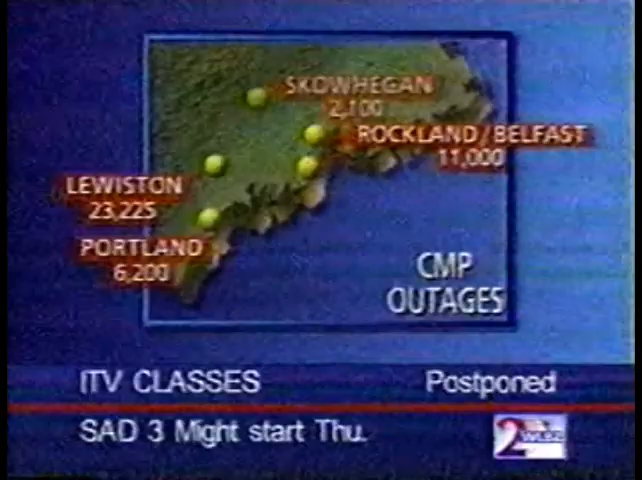 SKOWHEGAN
2,100
ROCKLAND/BELFAST
11,000
LEWISTON
23,225
PORTLAND
6,200
CMP
OUTAGES
ITV CLASSES Postponed
SAD 3 Might start Thu.
2 WLBZ